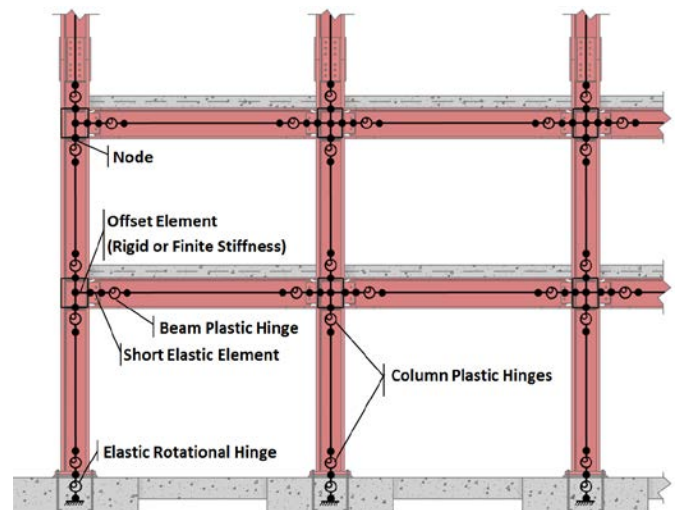 Node
Offset Element
(Rigid or Finite Stiffness)
Beam Plastic Hinge
Short Elastic Element
Column Plastic Hinges
Elastic Rotational Hinge